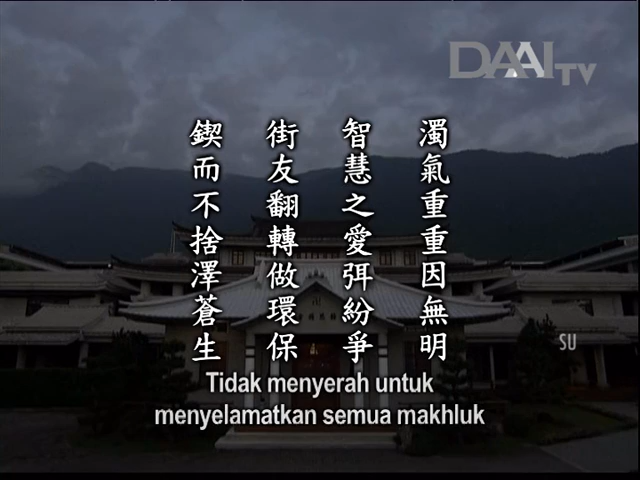 DAAI TV
濁氣重重因無明
智慧之愛弭紛爭
街友翻轉做環保
鍥而不捨澤蒼生
SU
Tidak menyerah untuk
menyelamatkan semua makhluk